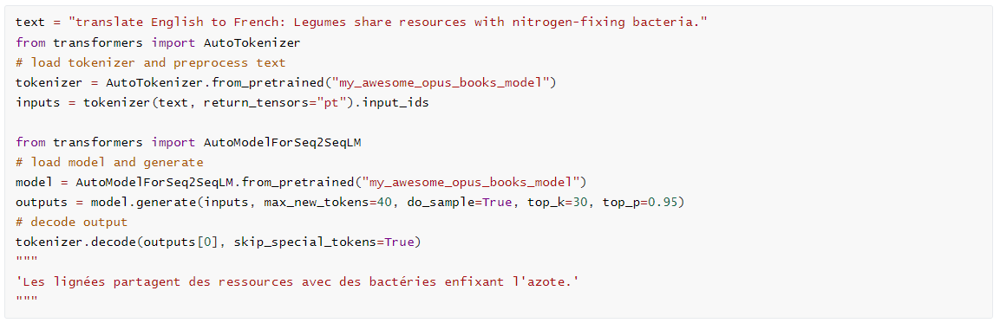 text = "translate English to French: Legumes share resources with nitrogen-fixing bacteria."
from transformers import AutoTokenizer
# load tokenizer and preprocess text
tokenizer = AutoTokenizer.from_pretrained("my_awesome_opus_books_model")
inputs = tokenizer(text, return_tensors="pt").input_ids
from transformers import AutoModelForSeq2SeqLM
# load model and generate
model = AutoModelForSeq2SeqLM.from_pretrained("my_awesome_opus_books_model")
outputs = model.generate(inputs, max_new_tokens=40, do_sample=True, top_k=30, top_p=0.95)
# decode output
tokenizer.decode(outputs[0], skip_special_tokens=True)
"""
'Les lignées partagent des ressources avec des bactéries enfixant l'azote.'
"""